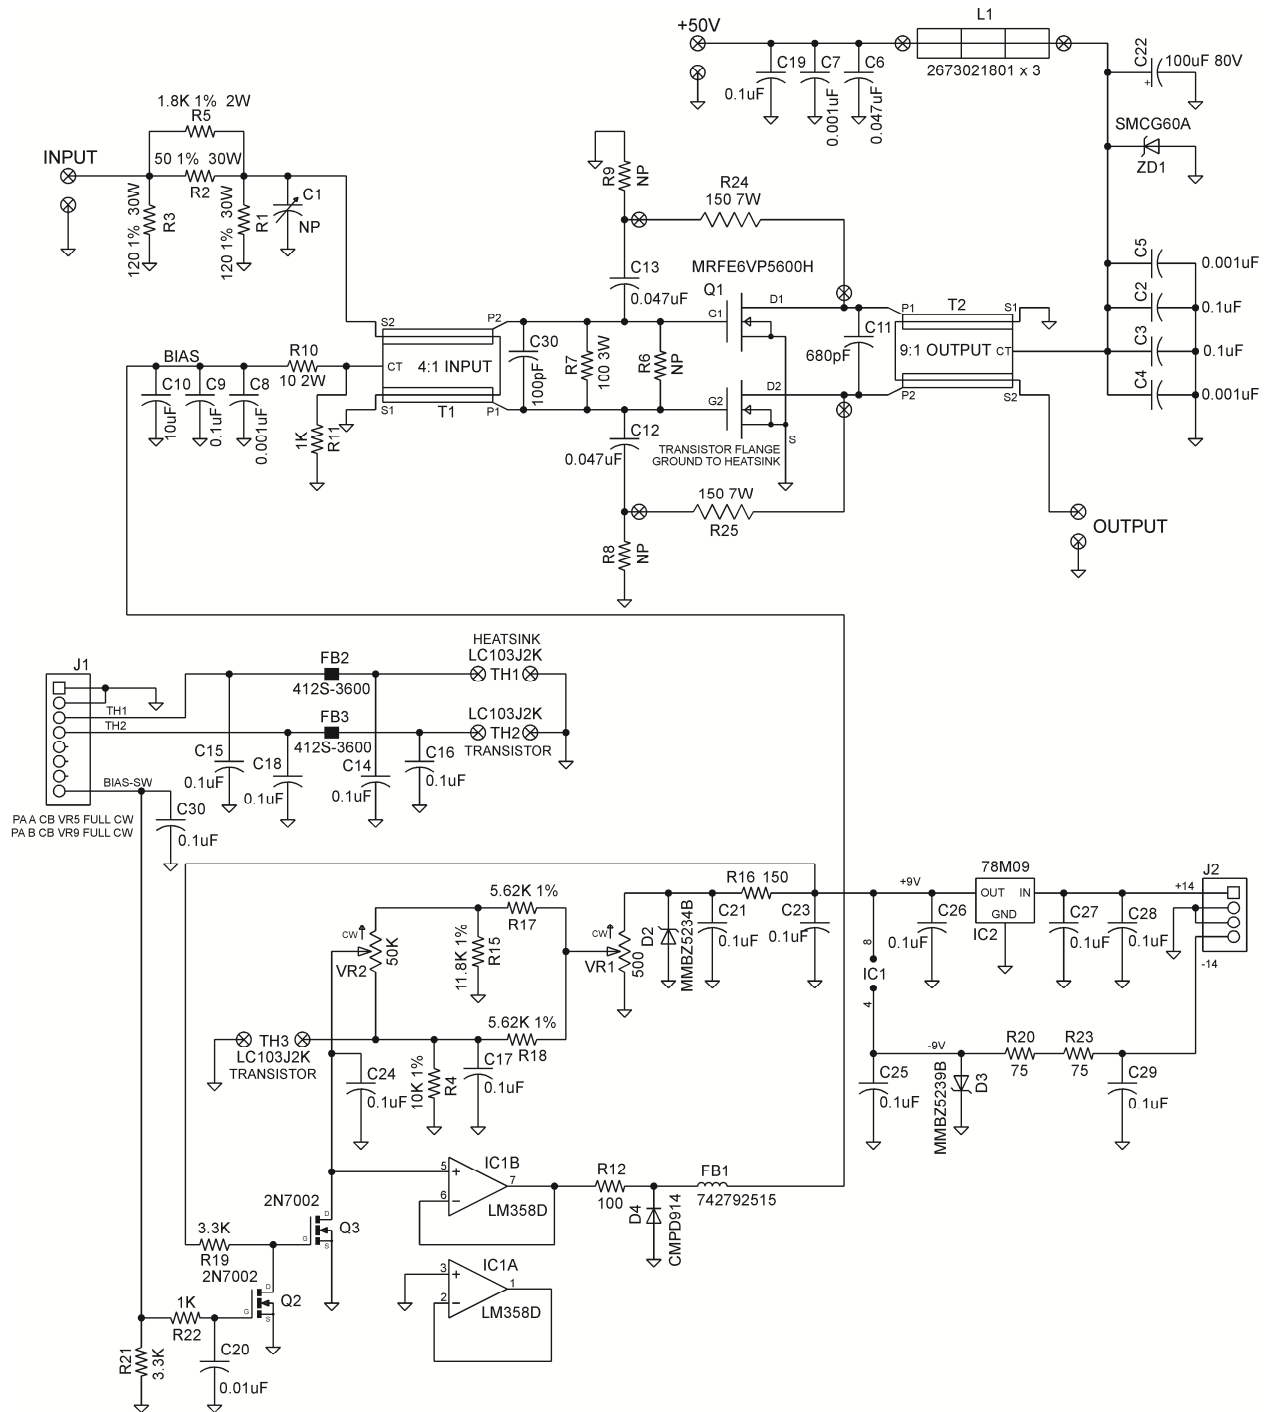 +50V
L1
2673021801 x 3
C19
0.1uF
C7
0.001uF
C6
0.047uF
C22
100uF 80V
+
SMCG60A
ZD1
1.8K 1% 2W
R5
INPUT
50 1% 30W
R2
120 1% 30W
R3
120 1% 30W
R1
C1
NP
R9
NP
R24
150 7W
C13
0.047uF
MRFE6VP5600H
Q1
D1
C5
0.001uF
C2
0.1uF
C3
0.1uF
C4
0.001uF
S2
P2
G1
C11
680pF
P1
T2
S1
9:1 OUTPUT
CT
P2
S2
BIAS
R10
10 2W
CT
4:1 INPUT
C30
100pF
R7
100 3W
R6
NP
D2
G2
S
C10
10uF
C9
0.1uF
C8
0.001uF
S1
T1
P1
1K
R11
C12
0.047uF
TRANSISTOR FLANGE
GROUND TO HEATSINK
150 7W
R25
OUTPUT
R8
NP
HEATSINK
LC103J2K
TH1
J1
FB2
412S-3600
TH1
TH2
FB3
412S-3600
LC103J2K
TH2
TRANSISTOR
C15
0.1uF
C18
0.1uF
C14
0.1uF
C16
0.1uF
BIAS-SW
PA A CB VR5 FULL CW
PA B CB VR9 FULL CW
C30
0.1uF
5.62K 1%
R17
CW
VR2
50K
11.8K 1%
R15
CW
VR1
500
D2
MMBZ5234B
C21
0.1uF
R16 150
C23
0.1uF
+9V
78M09
OUT
IN
GND
IC2
C26
0.1uF
C27
0.1uF
C28
0.1uF
J2
+14
-14
8
IC1
4
TH3
LC103J2K
TRANSISTOR
5.62K 1%
R18
C24
0.1uF
10K 1%
R4
C17
0.1uF
-9V
R20
75
R23
75
C25
0.1uF
MMBZ5239B
D3
C29
0.1uF
5
+
6
-
7
IC1B
LM358D
R12
100
FB1
742792515
D4
CMPD914
2N7002
D
G
S
Q3
3.3K
R19
2N7002
D
G
S
Q2
3
+
2
-
1
IC1A
LM358D
1K
R22
R21
3.3K
C20
0.01uF